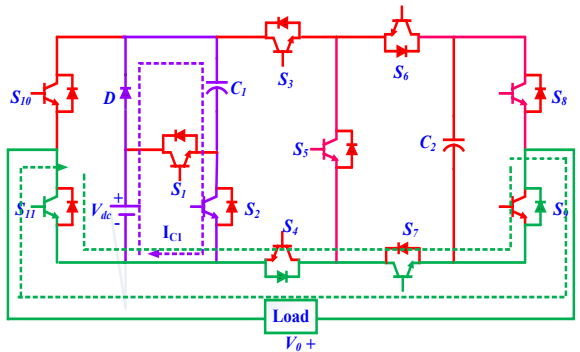 S3
S6
S10
D
C1
S8
S5
C2
S1
S11
Vdc
+
-
S2
S4
S7
S9
IC1
Load
V0 +